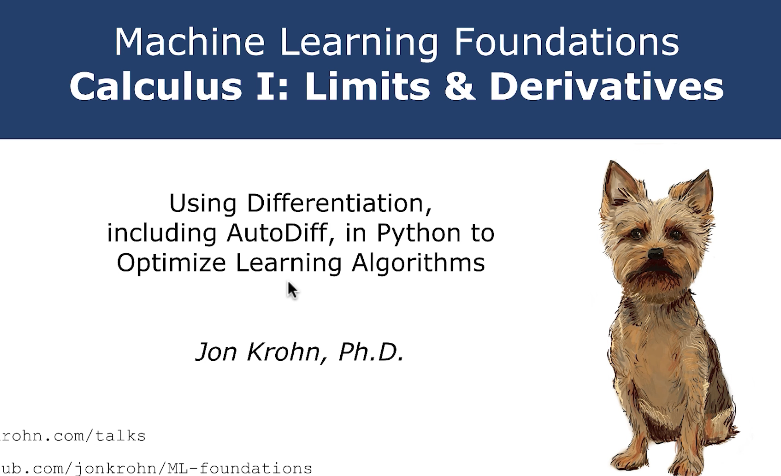 Machine Learning Foundations
Calculus I: Limits & Derivatives
Using Differentiation,
including AutoDiff, in Python to
Optimize Learning Algorithms
Jon Krohn, Ph.D.
rohn.com/talks
ub.com/jonkrohn/ML-foundations